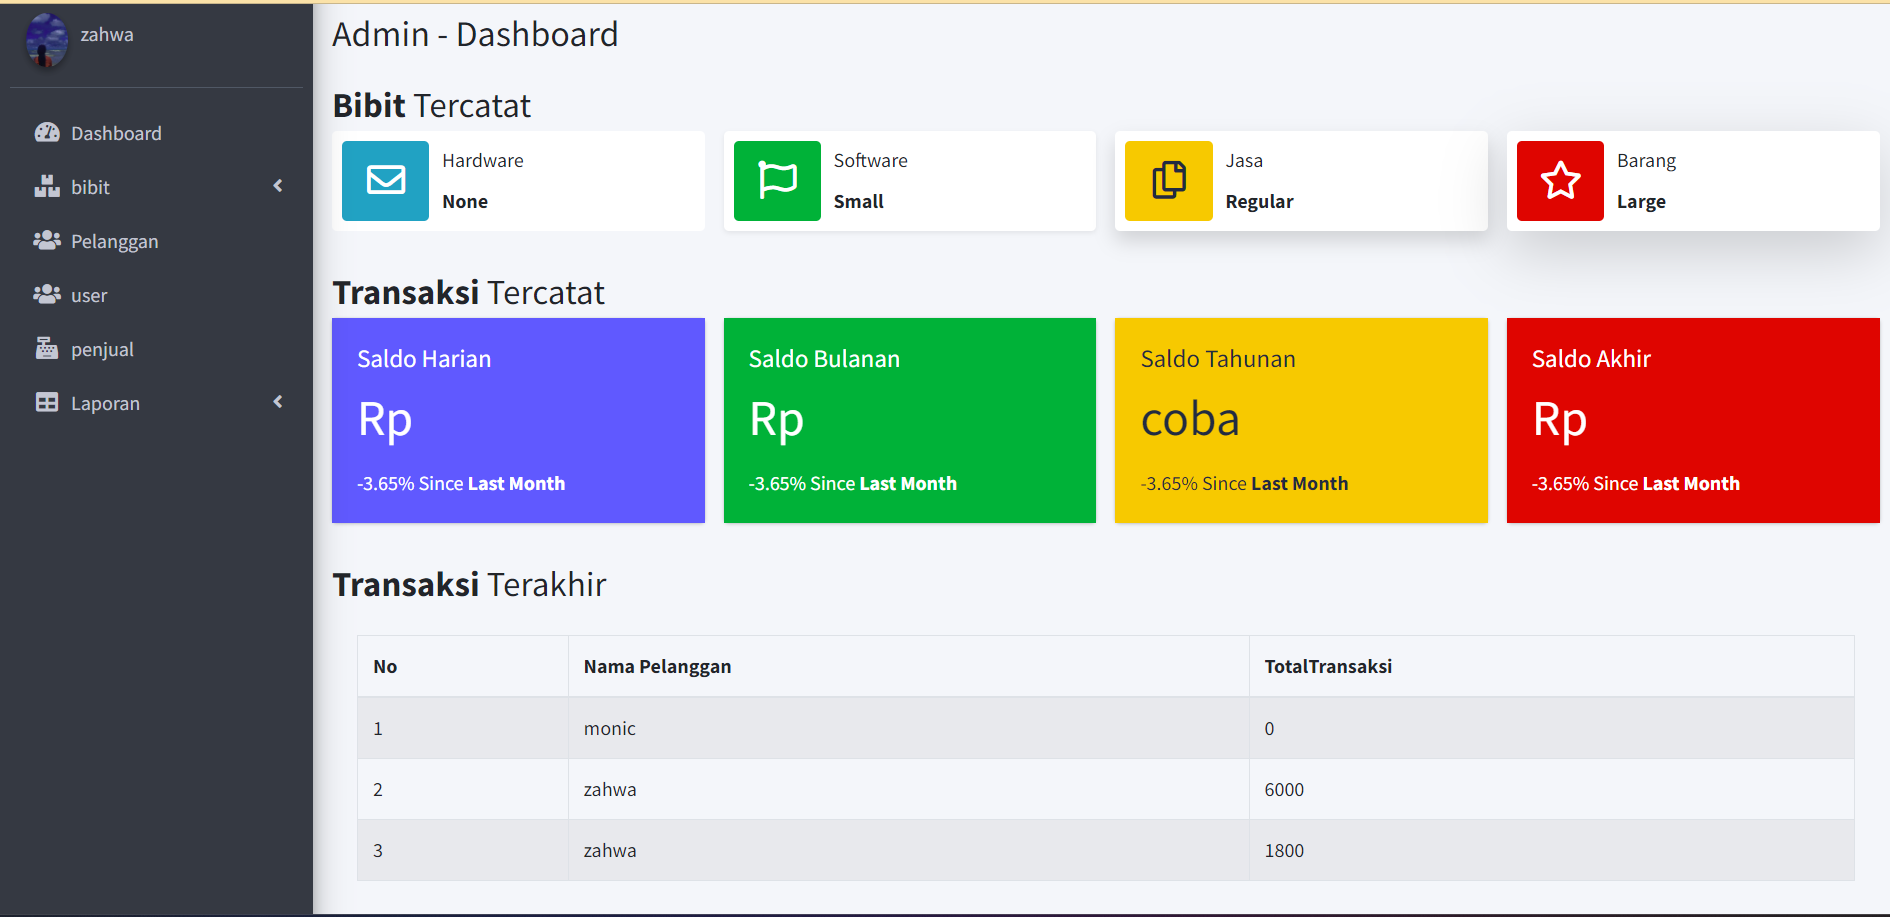 zahwa
Dashboard
bibit
Pelanggan
user
penjual
Laporan
Admin - Dashboard
Bibit Tercatat
Hardware
None
Software
Small
Jasa
Regular
Barang
Large
Transaksi Tercatat
Saldo Harian
Rp
-3.65% Since Last Month
Saldo Bulanan
Rp
-3.65% Since Last Month
Saldo Tahunan
coba
-3.65% Since Last Month
Saldo Akhir
Rp
-3.65% Since Last Month
Transaksi Terakhir
No Nama Pelanggan TotalTransaksi
1 monic 0
2 zahwa 6000
3 zahwa 1800